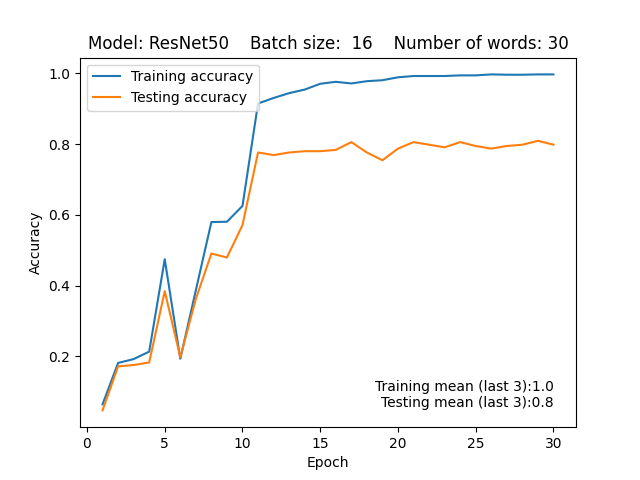 Model: ResNet50    Batch size:  16    Number of words: 30
Training accuracy
Testing accuracy
1.0
0.8
0.6
0.4
0.2
Accuracy
Training mean (last 3):1.0
Testing mean (last 3):0.8
0 5 10 15 20 25 30
Epoch